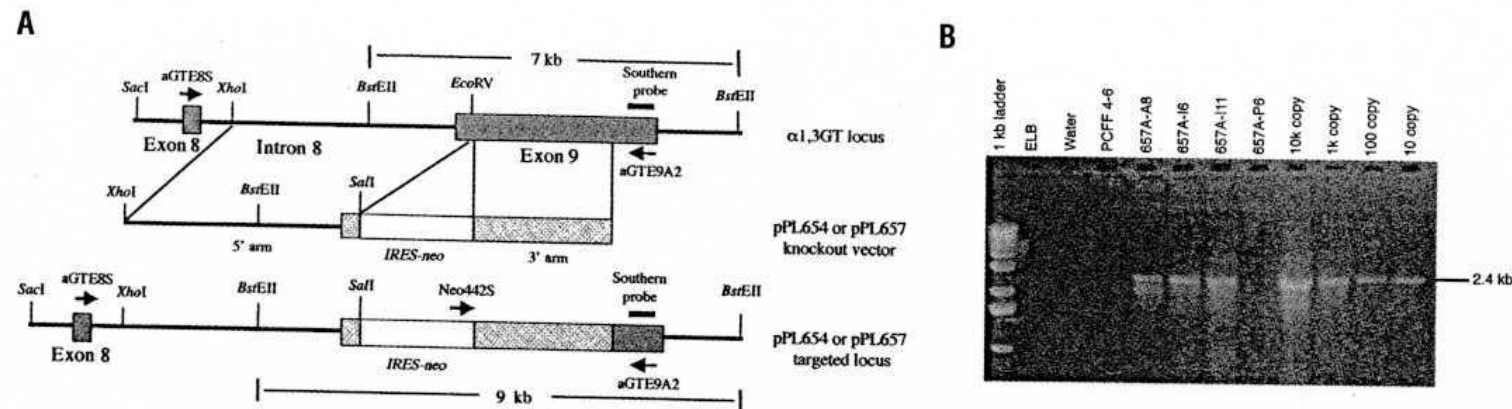 A
7 kb
aGTE8S
EcoRV
Southern
probe
SacI
XhoI
BstEII
BstEII
Exon 8
Intron 8
Exon 9
α1,3GT locus
aGTE9A2
XhoI
BstEII
SalI
5' arm
IRES-neo
3' arm
pPL654 or pPL657
knockout vector
aGTE8S
Southern
probe
SacI
XhoI
BstEII
SalI
Neo442S
BstEII
Exon 8
IRES-neo
aGTE9A2
pPL654 or pPL657
targeted locus
9 kb
B
1 kb ladder
ELB
Water
PCFF 4-6
657A-A8
657A-I6
657A-I11
657A-P6
10k copy
1k copy
100 copy
10 copy
2.4 kb